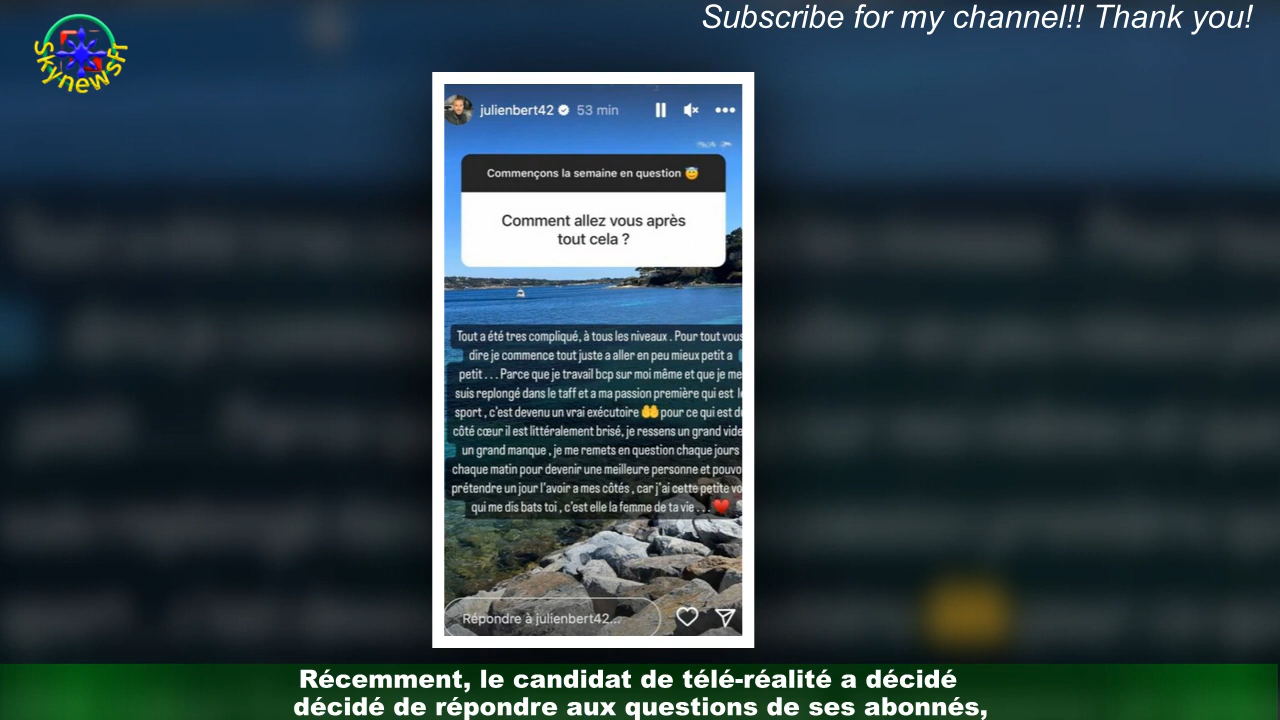 Subscribe for my channel!! Thank you!
SkynewsFr
julienbert42 53 min
Commençons la semaine en question 😇
Comment allez vous après
tout cela ?
Tout a été tres compliqué, à tous les niveaux . Pour tout vous
dire je commence tout juste a aller en peu mieux petit a
petit . . . Parce que je travail bcp sur moi même et que je me
suis replongé dans le taff et a ma passion première qui est
sport , c'est devenu un vrai exécutoire 🤲 pour ce qui est
côté cœur il est littéralement brisé, je ressens un grand vide
un grand manque , je me remets en question chaque jours
chaque matin pour devenir une meilleure personne et
prétendre un jour l'avoir a mes côtés , car j'ai cette petite
qui me dis bats toi , c'est elle la femme de ta vie . . . ❤️
Répondre à julienbert42...
Récemment, le candidat de télé-réalité a décidé
décidé de répondre aux questions de ses abonnés,